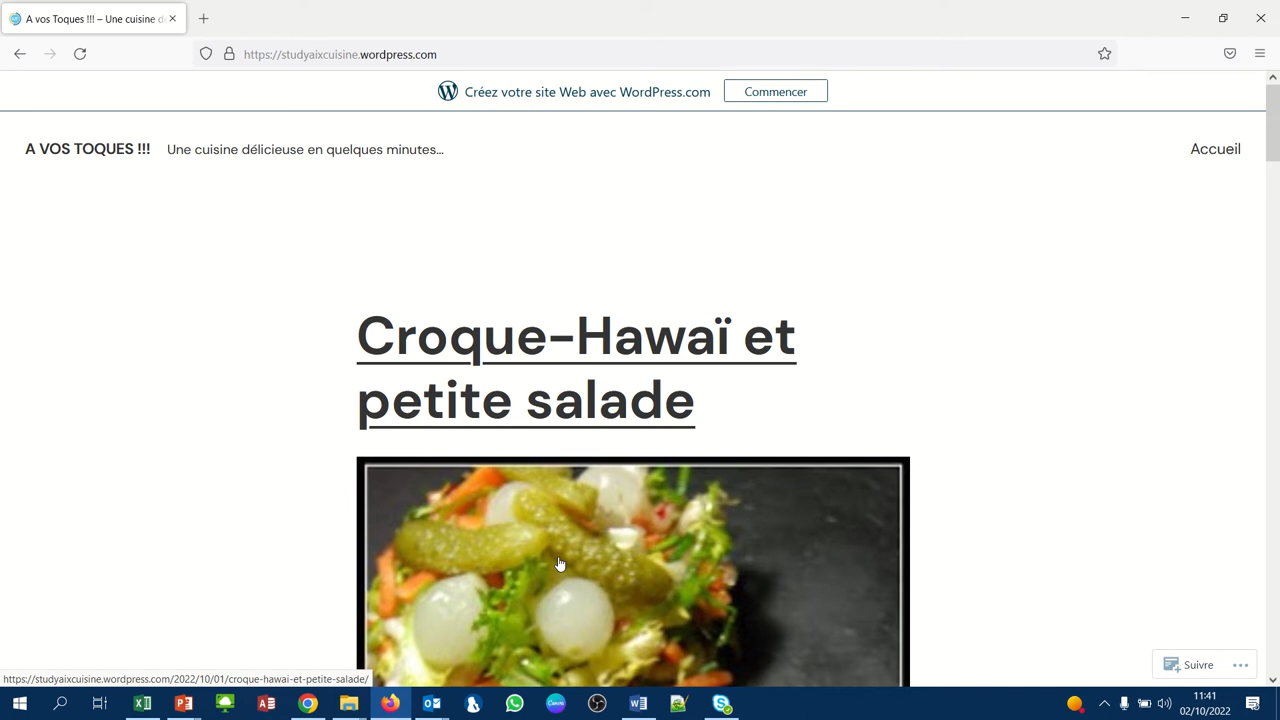 A vos Toques !!! – Une cuisine d
https://studyaixcuisine.wordpress.com
Créez votre site Web avec WordPress.com
Commencer
A VOS TOQUES !!!
Une cuisine délicieuse en quelques minutes…
Accueil
Croque-Hawaï et
petite salade
Suivre
https://studyaixcuisine.wordpress.com/2022/10/01/croque-hawai-et-petite-salade/
11:41
02/10/2022